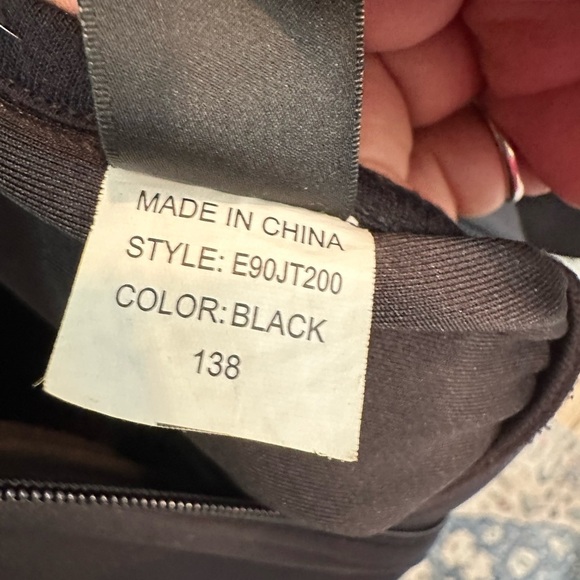 MADE IN CHINA
STYLE: E90JT200
COLOR: BLACK
138